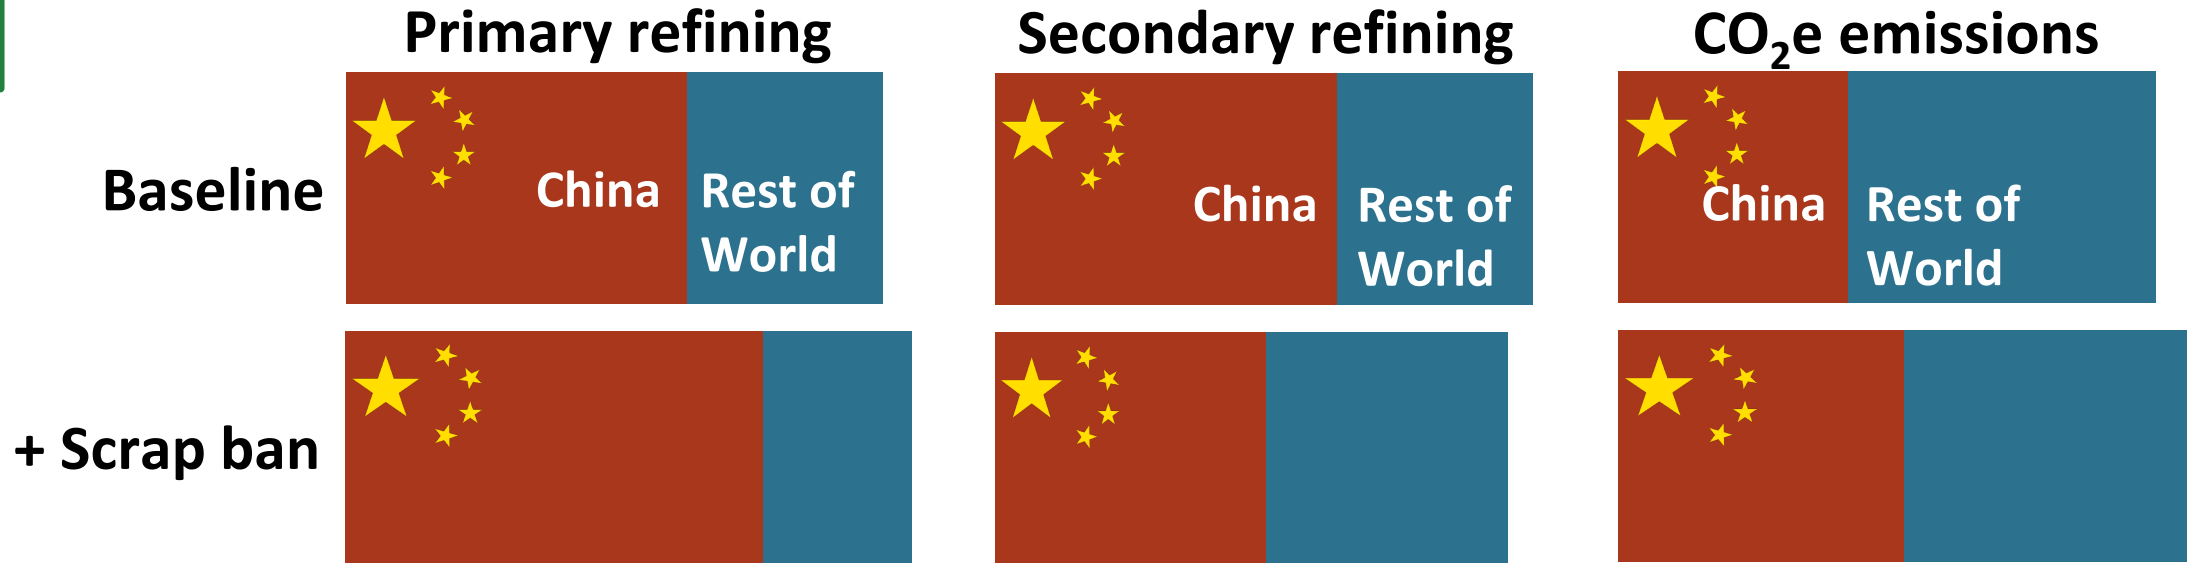 Primary refining
Secondary refining
CO₂e emissions
Baseline
China
Rest of
World
China
Rest of
World
China
Rest of
World
+ Scrap ban